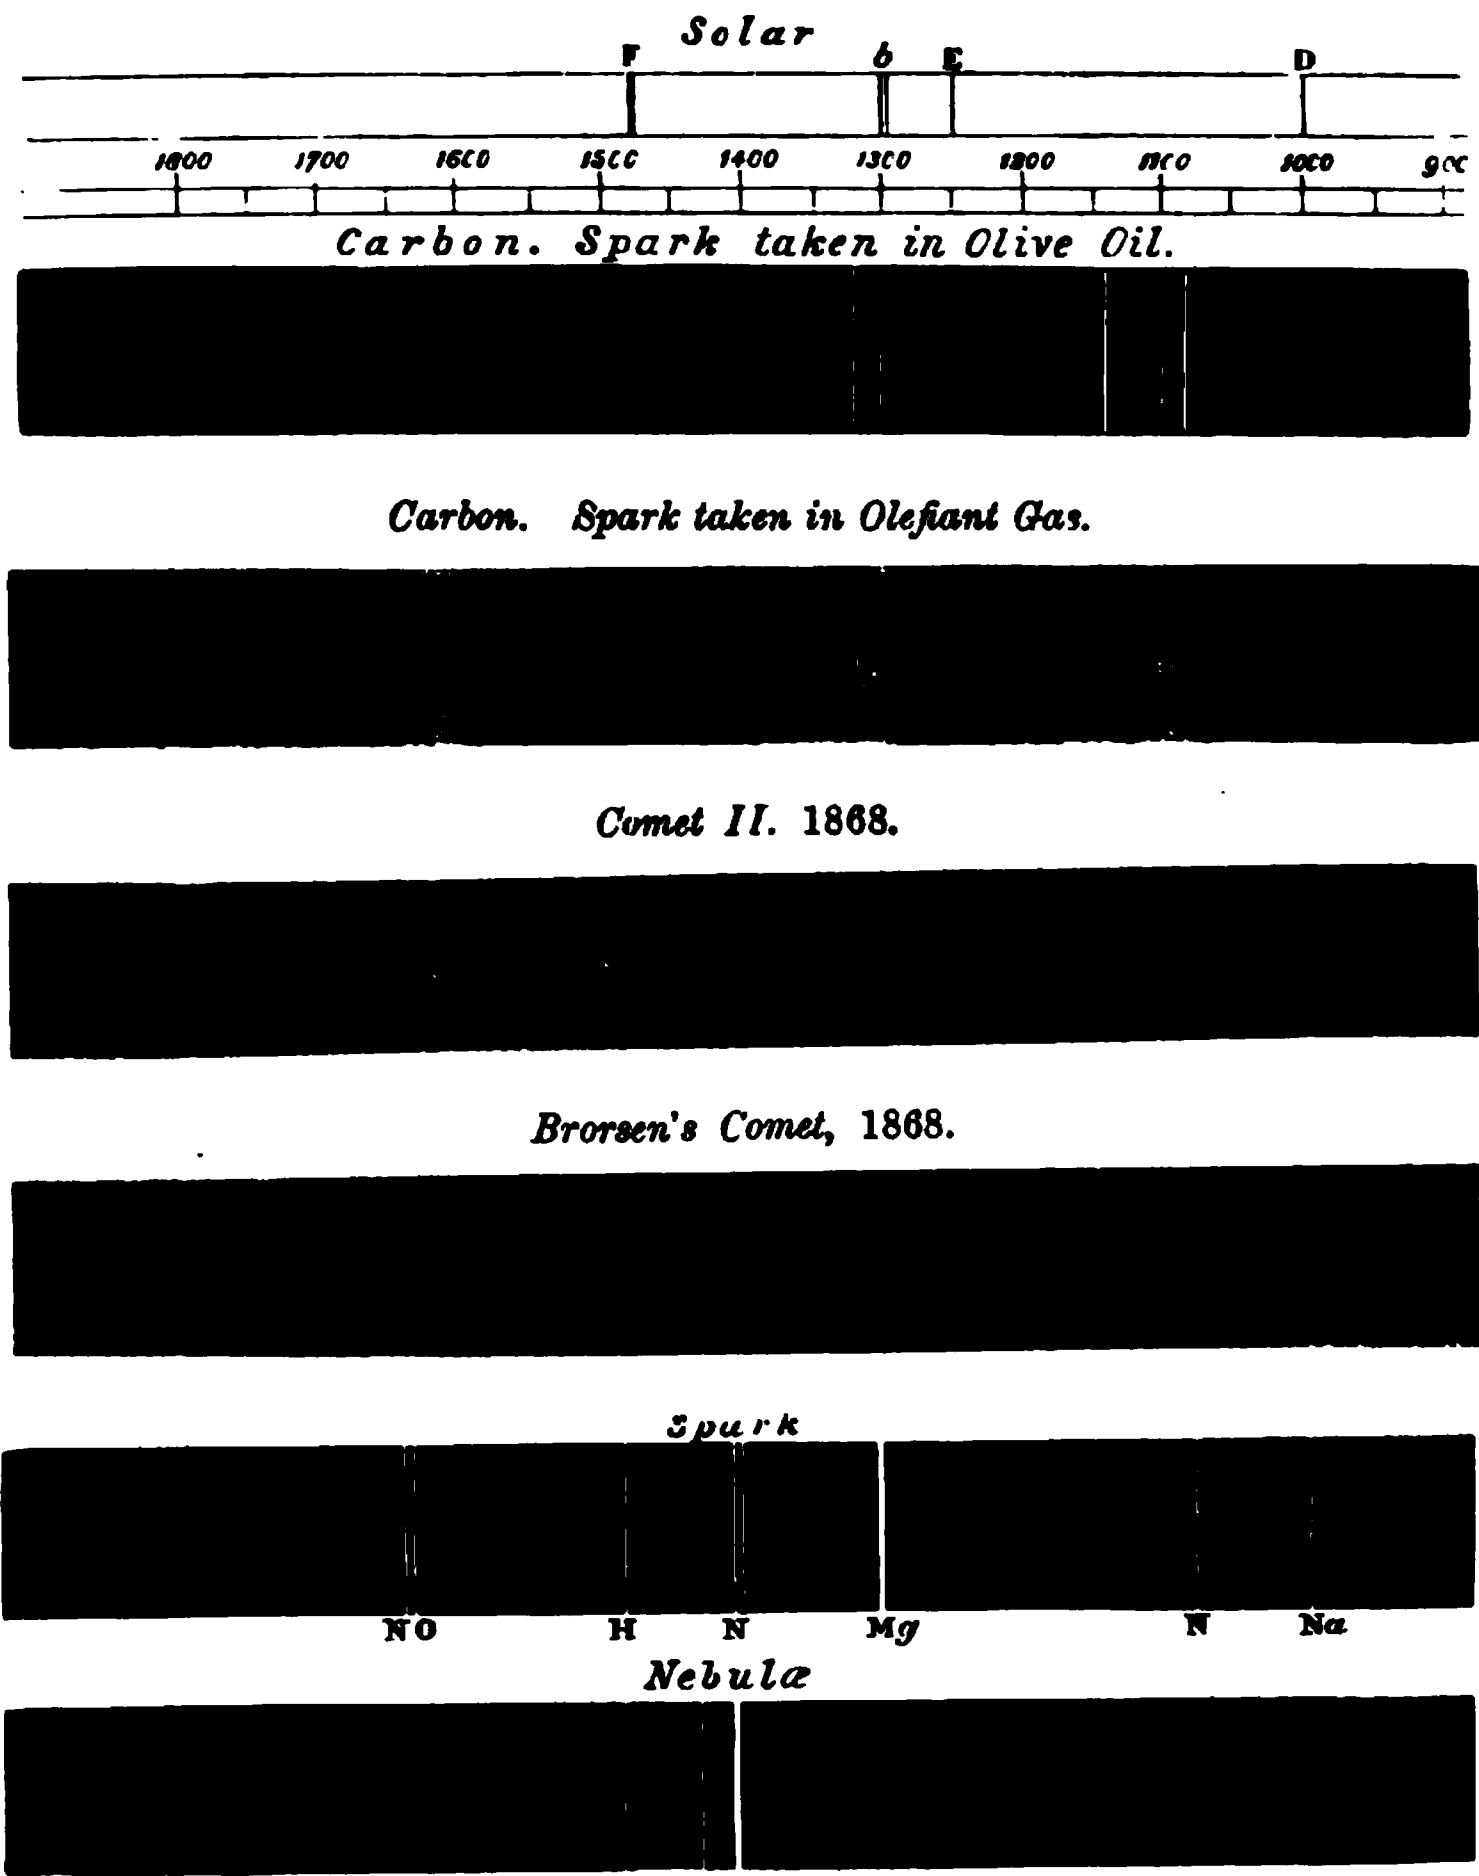 Solar
F b E D
1800 1700 1600 1500 1400 1300 1200 1100 1000 900
Carbon. Spark taken in Olive Oil.
Carbon. Spark taken in Olefiant Gas.
Comet II. 1868.
Brorsen's Comet, 1868.
Spark
NO H N Mg N Na
Nebulæ